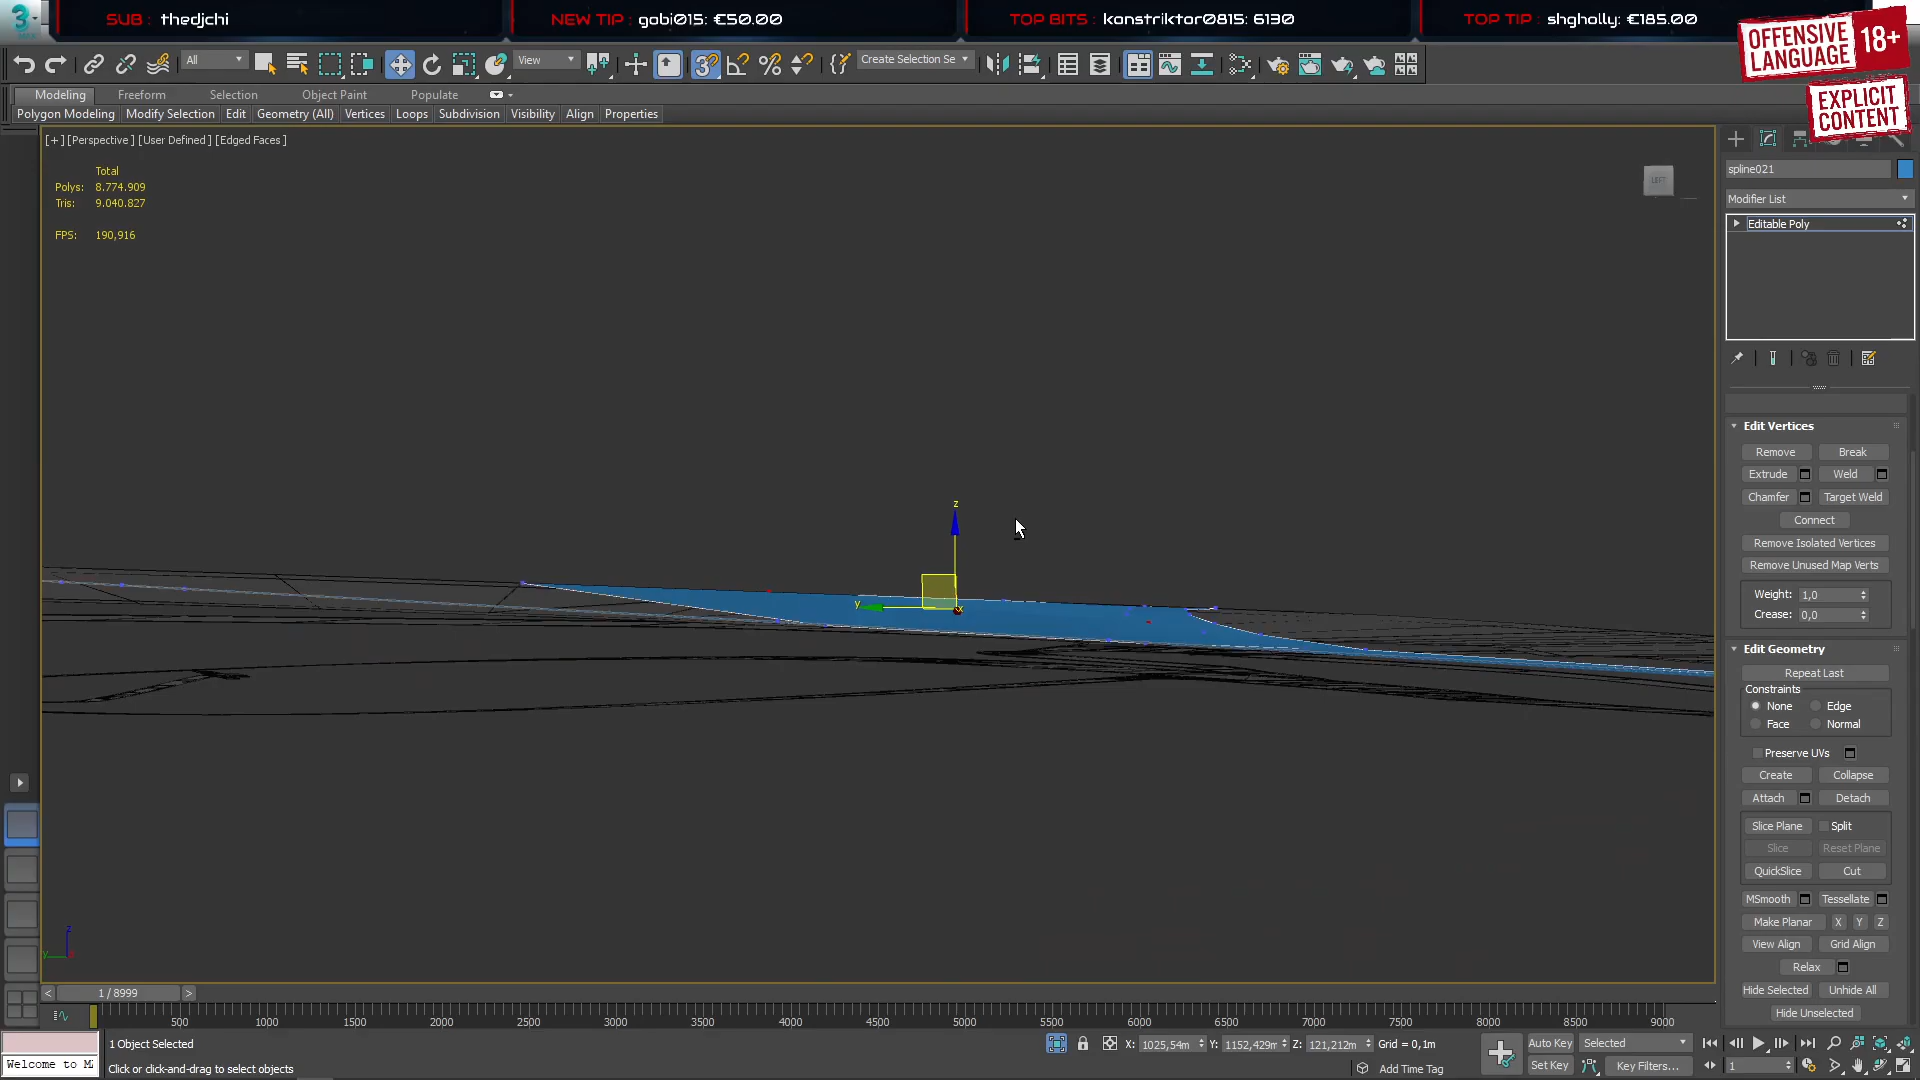 SUB : thedjchi
NEW TIP : gobi015: €50.00
TOP BITS : konstriktor0815: 6130
TOP TIP : shgholly: €185.00
OFFENSIVE LANGUAGE 18+
EXPLICIT CONTENT
3
All
View
3
Create Selection Se
Modeling
Freeform
Selection
Object Paint
Populate
Polygon Modeling
Modify Selection
Edit
Geometry (All)
Vertices
Loops
Subdivision
Visibility
Align
Properties
[+] [Perspective] [User Defined] [Edged Faces]
Total
Polys: 8.774.909
Tris: 9.040.827
FPS: 190,916
LEFT
z
y
x
z
y
spline021
Modifier List
Editable Poly
Edit Vertices
Remove
Break
Extrude
Weld
Chamfer
Target Weld
Connect
Remove Isolated Vertices
Remove Unused Map Verts
Weight: 1,0
Crease: 0,0
Edit Geometry
Repeat Last
Constraints
None
Edge
Face
Normal
Preserve UVs
Create
Collapse
Attach
Detach
Slice Plane
Split
Slice
Reset Plane
QuickSlice
Cut
MSmooth
Tessellate
Make Planar
X
Y
Z
View Align
Grid Align
Relax
Hide Selected
Unhide All
Hide Unselected
< 1 / 8999 >
500 1000 1500 2000 2500 3000 3500 4000 4500 5000 5500 6000 6500 7000 7500 8000 8500 9000
1 Object Selected
X: 1025,54m
Y: 1152,429m
Z: 121,212m
Grid = 0,1m
Auto Key
Selected
Welcome to M
Click or click-and-drag to select objects
Add Time Tag
Set Key
Key Filters...
1